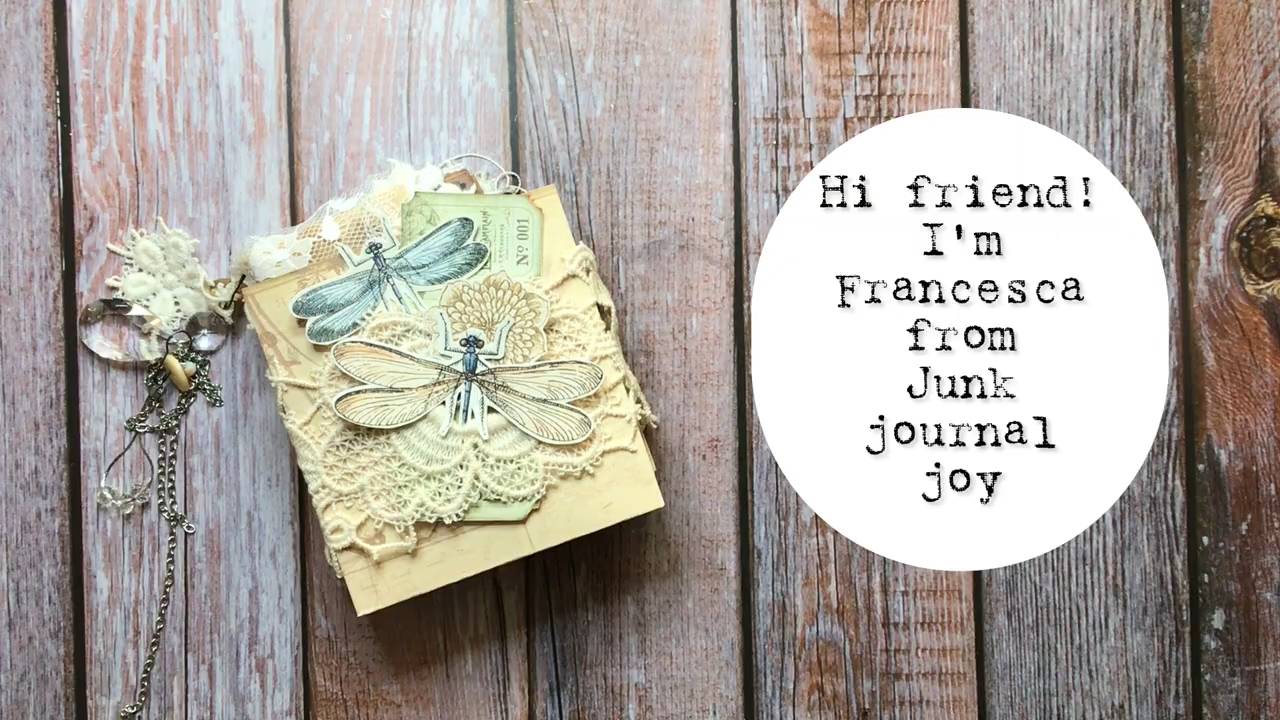 Nº 001
Hi friend!
I'm
Francesca
from
Junk
journal
joy